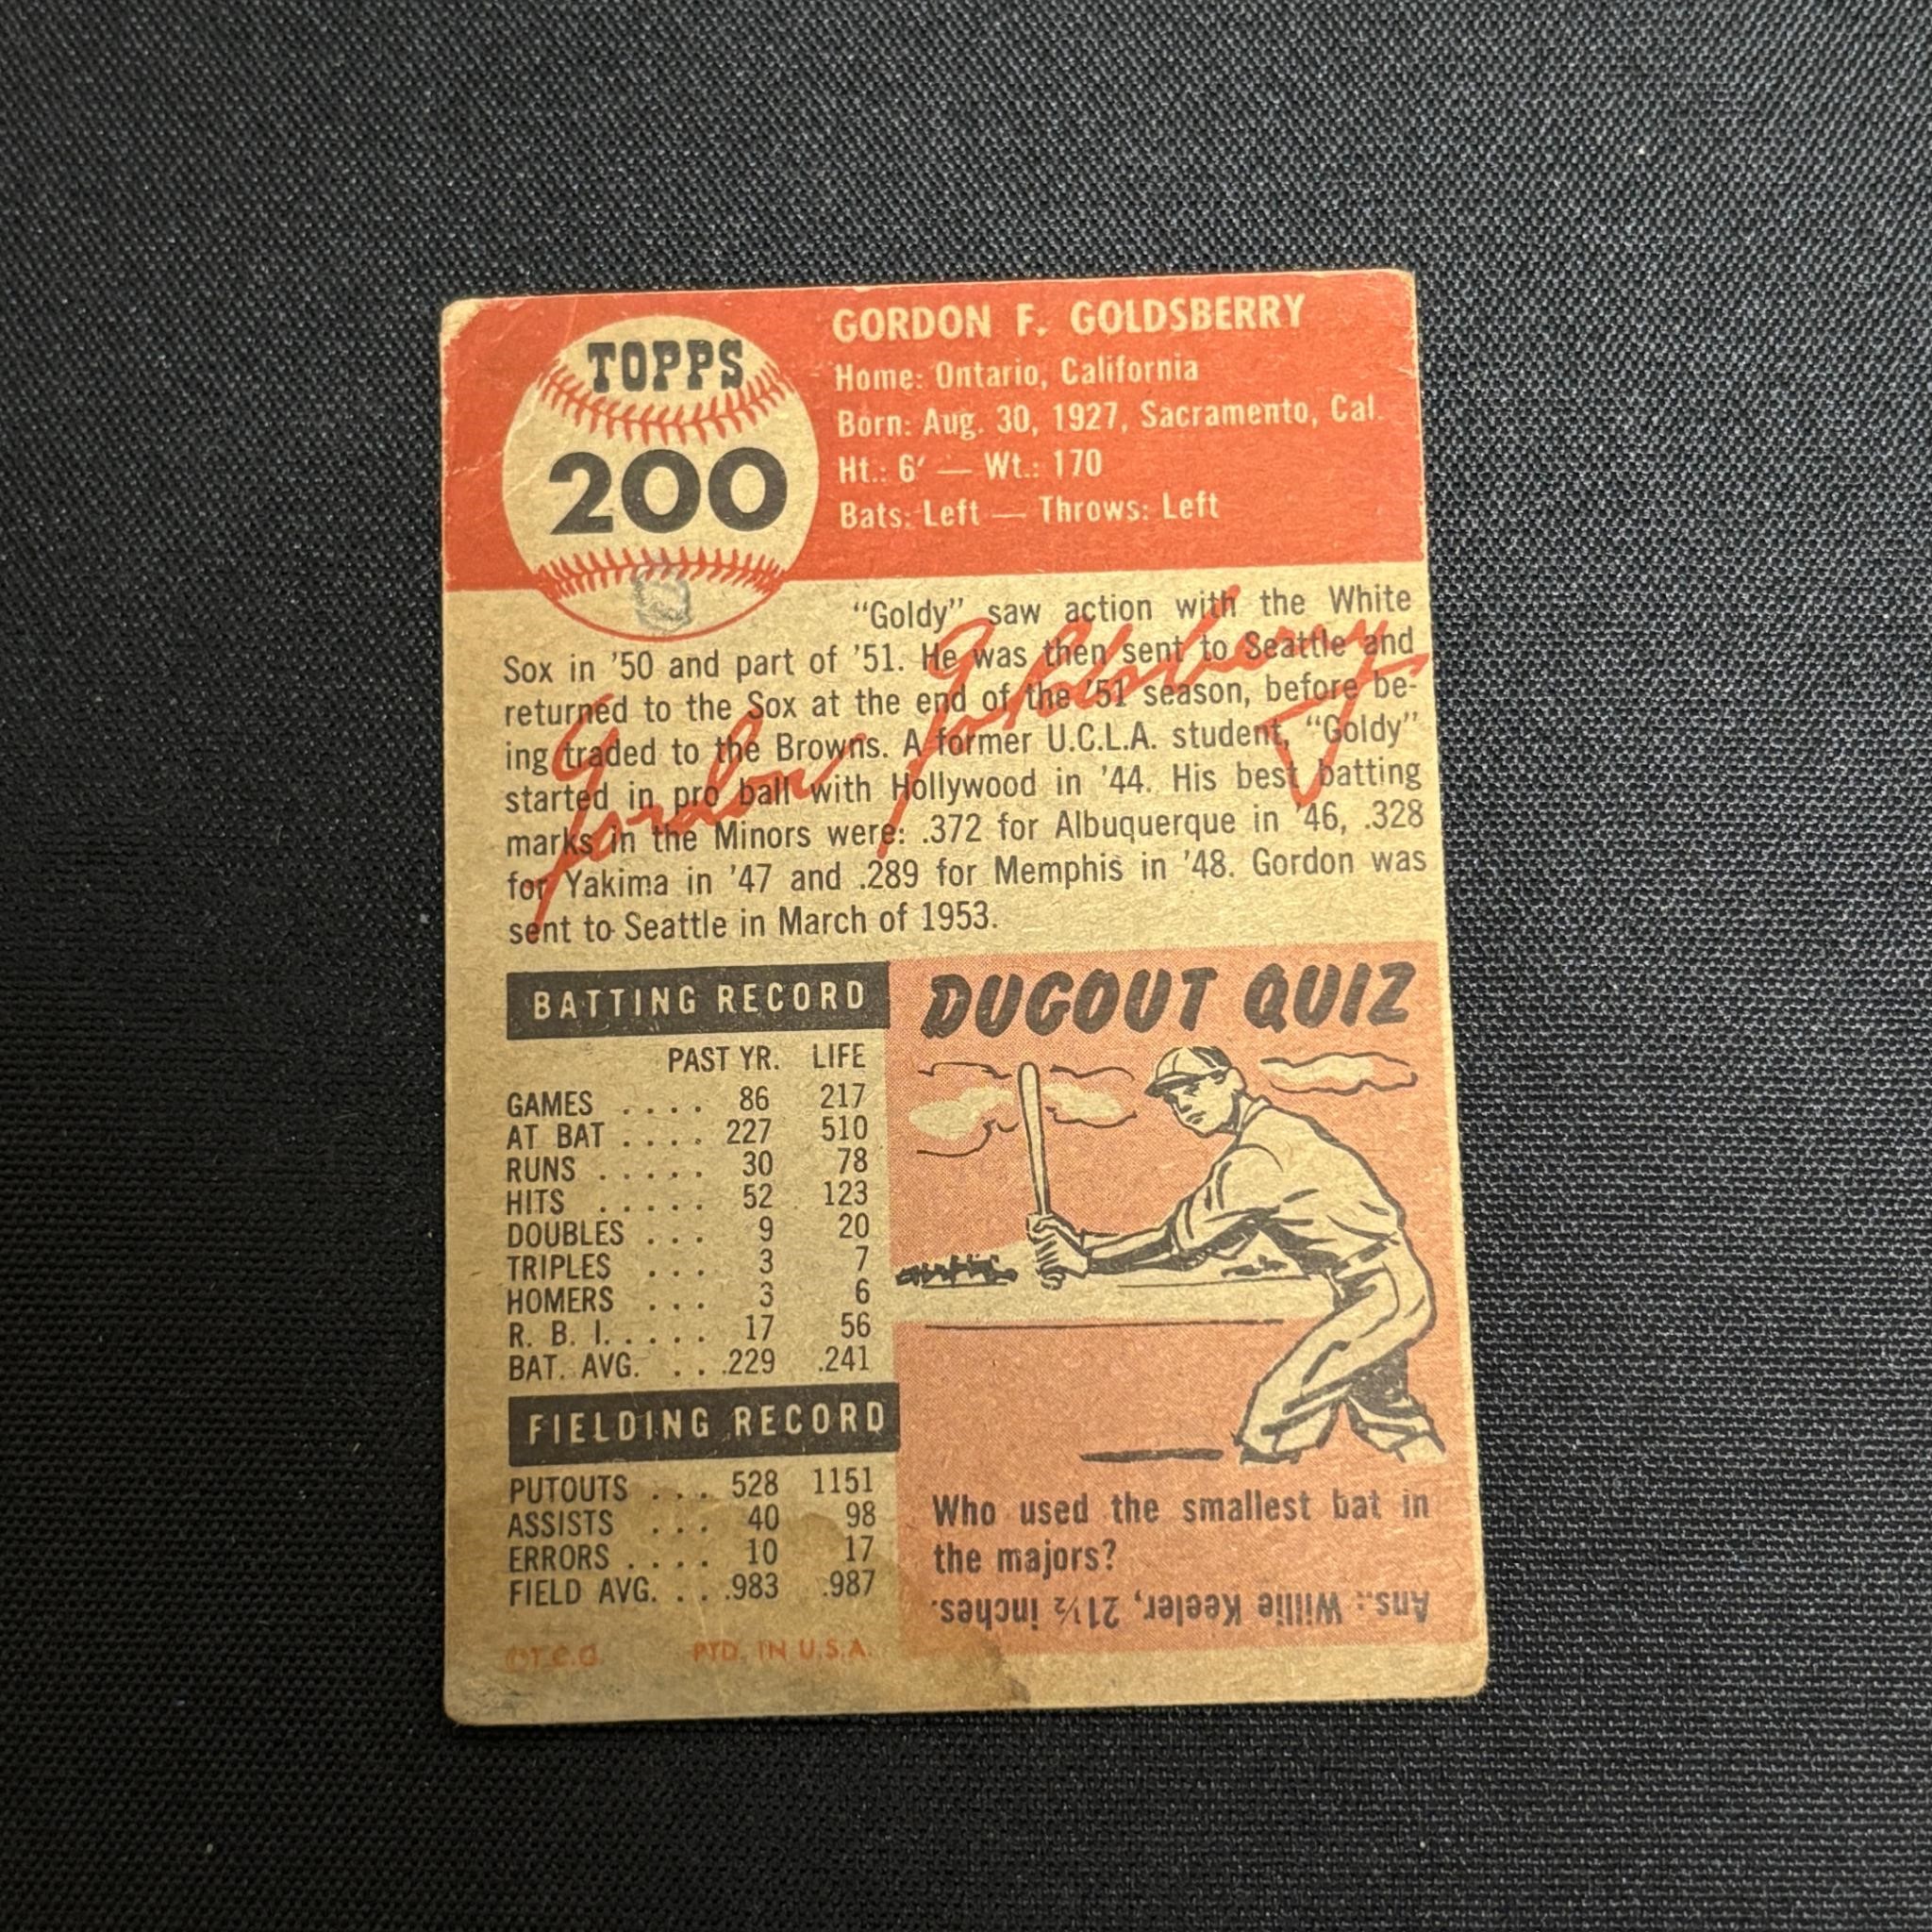 TOPPS
200
GORDON F. GOLDSBERRY
Home: Ontario, California
Born: Aug. 30, 1927, Sacramento, Cal.
Ht.: 6' — Wt.: 170
Bats: Left — Throws: Left
"Goldy" saw action with the White
Sox in '50 and part of '51. He was then sent to Seattle and
returned to the Sox at the end of the '51 season, before be-
ing traded to the Browns. A former U.C.L.A. student, "Goldy"
started in pro ball with Hollywood in '44. His best batting
marks in the Minors were: .372 for Albuquerque in '46, .328
for Yakima in '47 and .289 for Memphis in '48. Gordon was
sent to Seattle in March of 1953.
Gordon Goldsberry
BATTING RECORD
PAST YR. LIFE
GAMES .... 86 217
AT BAT .... 227 510
RUNS ..... 30 78
HITS ..... 52 123
DOUBLES ... 9 20
TRIPLES ... 3 7
HOMERS ... 3 6
R. B. I. .... 17 56
BAT. AVG. .. .229 .241
FIELDING RECORD
PUTOUTS ... 528 1151
ASSISTS ... 40 98
ERRORS .... 10 17
FIELD AVG. .. .983 .987
©T.C.G. PTD. IN U.S.A.
DUGOUT QUIZ
Who used the smallest bat in
the majors?
Ans.: Willie Keeler, 21½ inches.